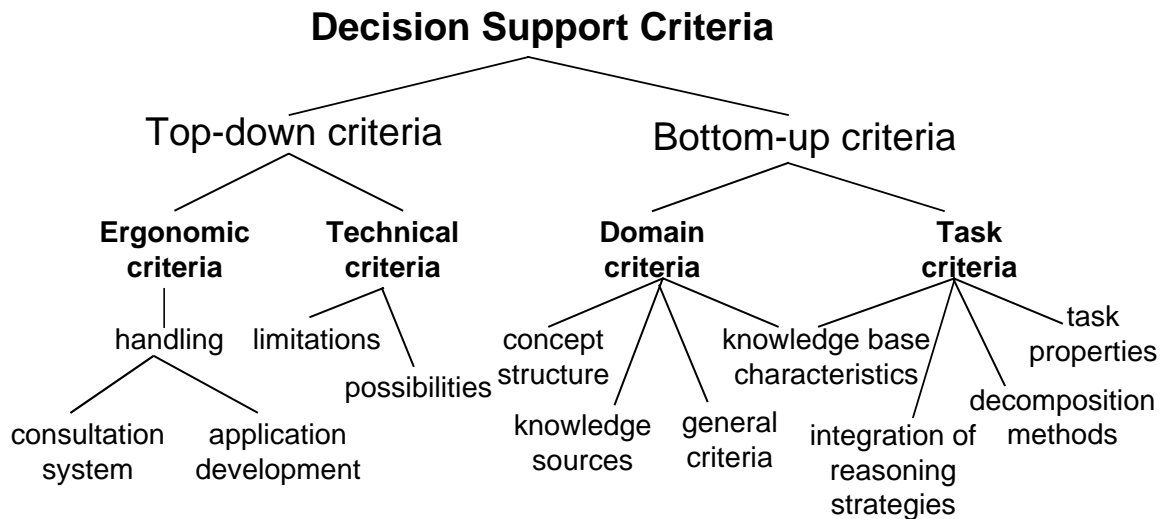 Decision Support Criteria
Top-down criteria
Bottom-up criteria
Ergonomic
criteria
Technical
criteria
Domain
criteria
Task
criteria
handling
limitations
possibilities
concept
structure
knowledge base
characteristics
task
properties
consultation
system
application
development
knowledge
sources
general
criteria
integration of
reasoning
strategies
decomposition
methods